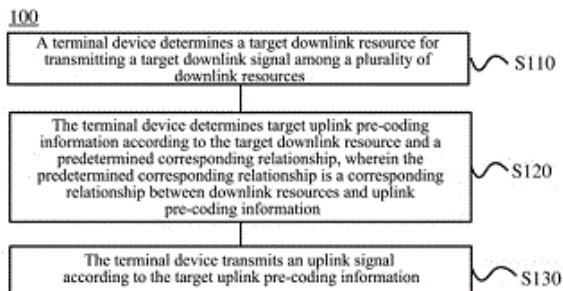 100
A terminal device determines a target downlink resource for
transmitting a target downlink signal among a plurality of
downlink resources
S110
The terminal device determines target uplink pre-coding
information according to the target downlink resource and a
predetermined corresponding relationship, wherein the
predetermined corresponding relationship is a corresponding
relationship between downlink resources and uplink
pre-coding information
S120
The terminal device transmits an uplink signal
according to the target uplink pre-coding information
S130